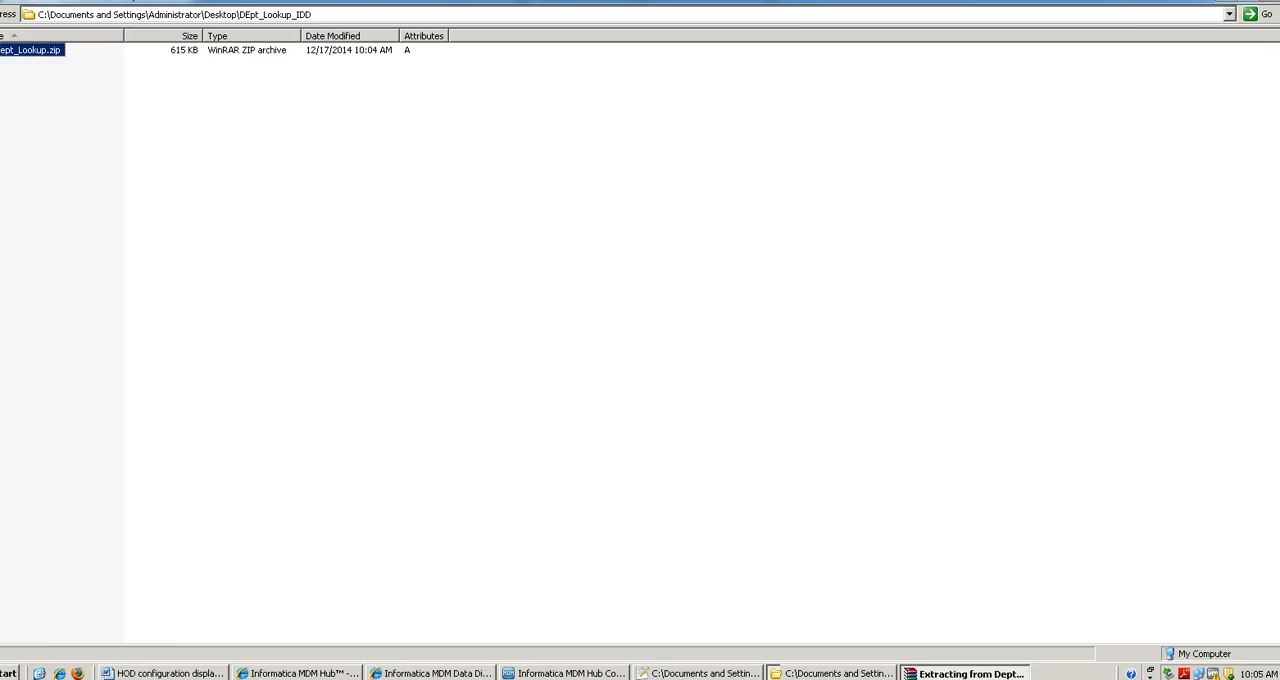 ress C:\Documents and Settings\Administrator\Desktop\DEpt_Lookup_IDD Go
e Size Type Date Modified Attributes
ept_Lookup.zip 615 KB WinRAR ZIP archive 12/17/2014 10:04 AM A
My Computer
tart HOD configuration displa... Informatica MDM Hub™ -... Informatica MDM Data Di... Informatica MDM Hub Co... C:\Documents and Settin... C:\Documents and Settin... Extracting from Dept... 10:05 AM